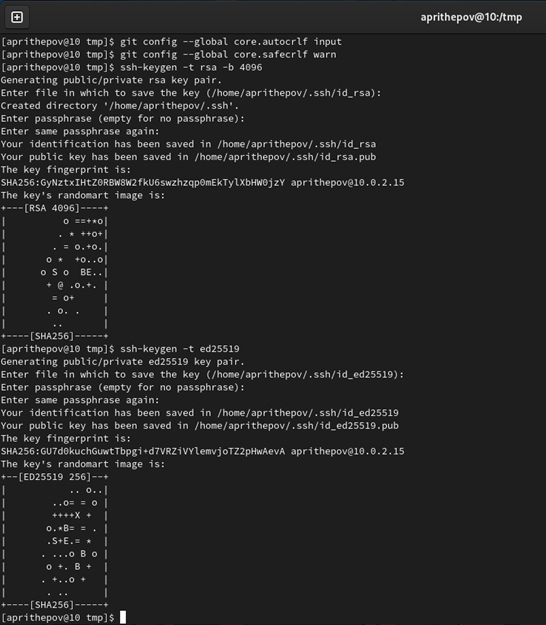 aprithepov@10:/tmp
[aprithepov@10 tmp]$ git config --global core.autocrlf input
[aprithepov@10 tmp]$ git config --global core.safecrlf warn
[aprithepov@10 tmp]$ ssh-keygen -t rsa -b 4096
Generating public/private rsa key pair.
Enter file in which to save the key (/home/aprithepov/.ssh/id_rsa):
Created directory '/home/aprithepov/.ssh'.
Enter passphrase (empty for no passphrase):
Enter same passphrase again:
Your identification has been saved in /home/aprithepov/.ssh/id_rsa
Your public key has been saved in /home/aprithepov/.ssh/id_rsa.pub
The key fingerprint is:
SHA256:GyNztxIHtZ0RBW8W2fkU6swzhzqp0mEkTylXbHW0jzY aprithepov@10.0.2.15
The key's randomart image is:
+---[RSA 4096]----+
|          o ==+*o|
|         . * ++o+|
|        . = o.+o.|
|       o *  +o..o|
|      o S o  BE..|
|       + @ .o.+. |
|        = o+     |
|       . o. .    |
|        ..       |
+----[SHA256]-----+
[aprithepov@10 tmp]$ ssh-keygen -t ed25519
Generating public/private ed25519 key pair.
Enter file in which to save the key (/home/aprithepov/.ssh/id_ed25519):
Enter passphrase (empty for no passphrase):
Enter same passphrase again:
Your identification has been saved in /home/aprithepov/.ssh/id_ed25519
Your public key has been saved in /home/aprithepov/.ssh/id_ed25519.pub
The key fingerprint is:
SHA256:GU7d0kuchGuwtTbpgi+d7VRZiVYlemvjoTZ2pHwAevA aprithepov@10.0.2.15
The key's randomart image is:
+--[ED25519 256]--+
|           .. o..|
|        ..o= = o |
|        ++++X +  |
|       o.*B= = . |
|       .S+E.= *  |
|      . ...o B o |
|       o +. B +  |
|      . +..o +   |
|       . ..      |
+----[SHA256]-----+
[aprithepov@10 tmp]$